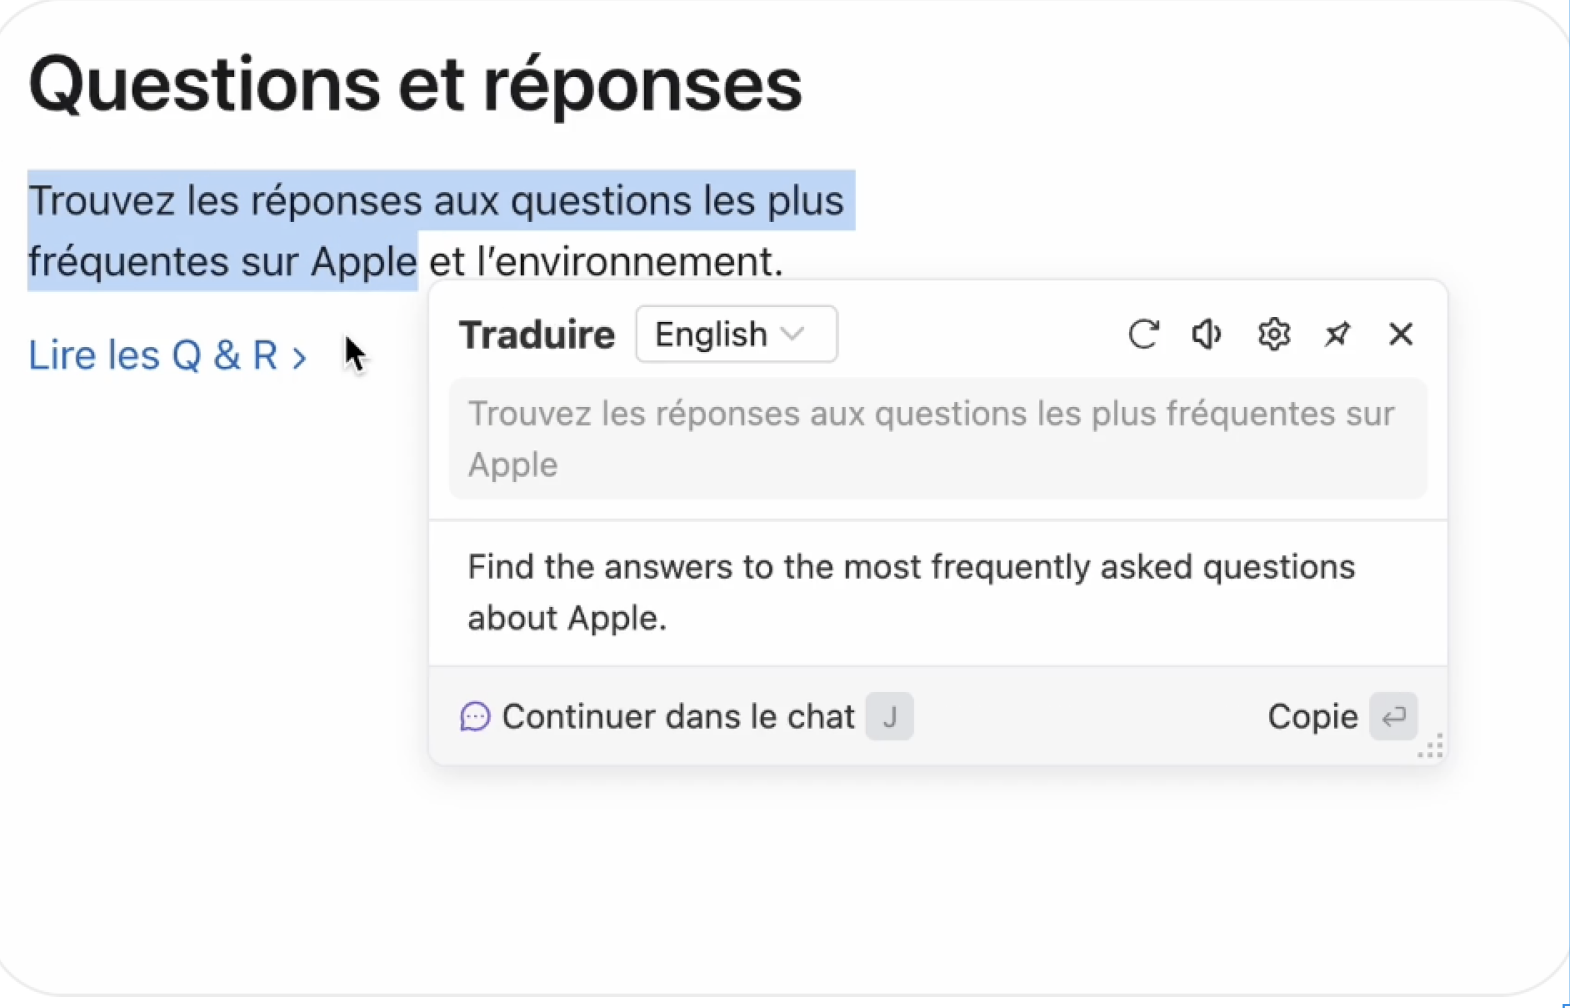 Questions et réponses
Trouvez les réponses aux questions les plus
fréquentes sur Apple et l’environnement.
Lire les Q & R ›
Traduire English
Trouvez les réponses aux questions les plus fréquentes sur
Apple
Find the answers to the most frequently asked questions
about Apple.
Continuer dans le chat J
Copie